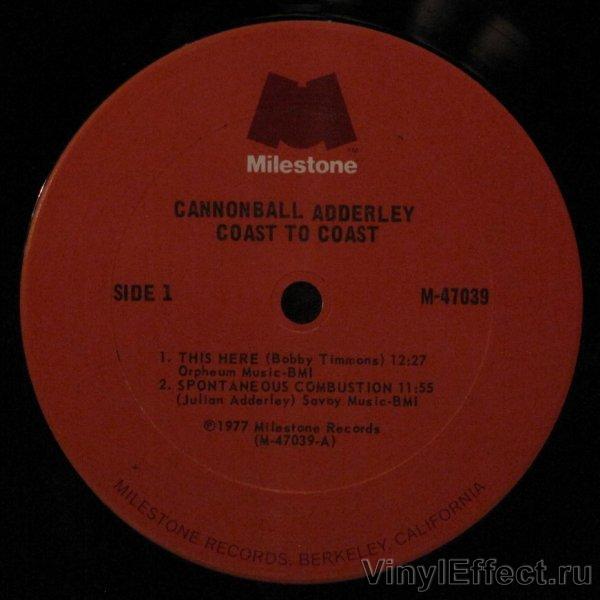 Milestone
CANNONBALL ADDERLEY
COAST TO COAST
SIDE 1
M-47039
1. THIS HERE (Bobby Timmons) 12:27
Orpheum Music-BMI
2. SPONTANEOUS COMBUSTION 11:55
(Julian Adderley) Savoy Music-BMI
℗1977 Milestone Records
(M-47039-A)
MILESTONE RECORDS, BERKELEY, CALIFORNIA
VinylEffect.ru